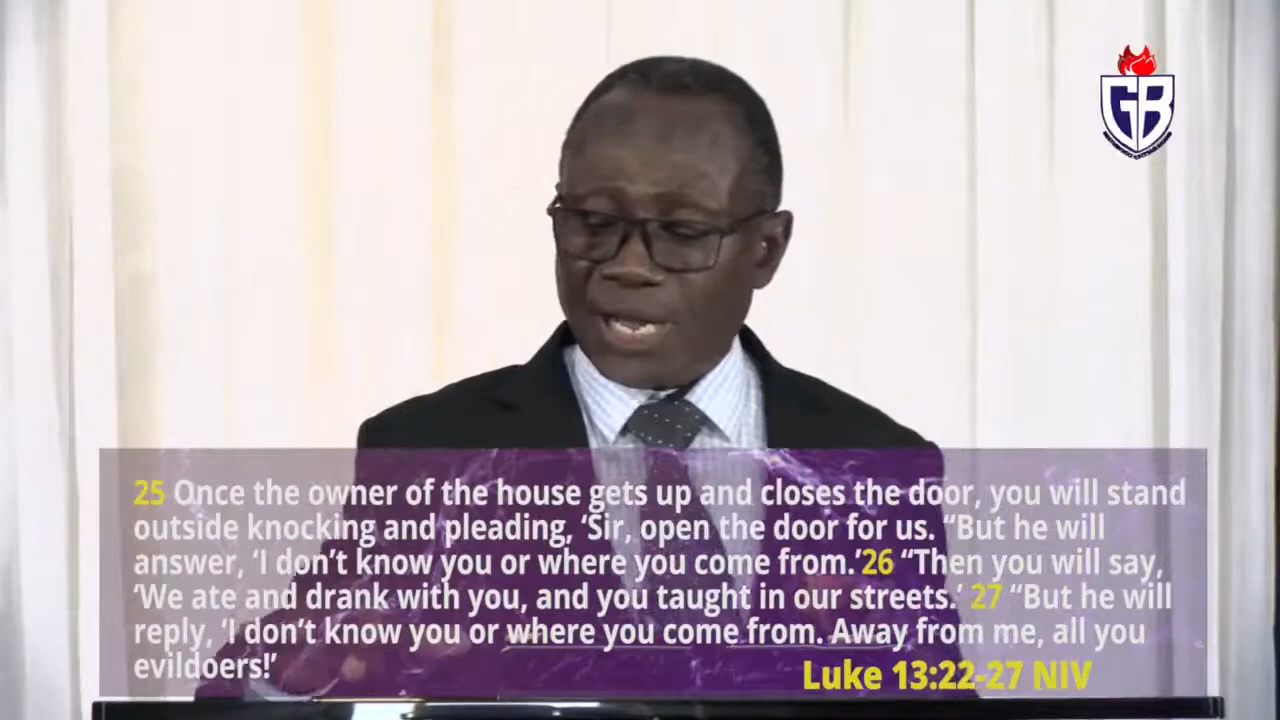 GB
25 Once the owner of the house gets up and closes the door, you will stand
outside knocking and pleading, ‘Sir, open the door for us. “But he will
answer, ‘I don’t know you or where you come from.’26 “Then you will say,
‘We ate and drank with you, and you taught in our streets.’ 27 “But he will
reply, ‘I don’t know you or where you come from. Away from me, all you
evildoers!’
Luke 13:22-27 NIV